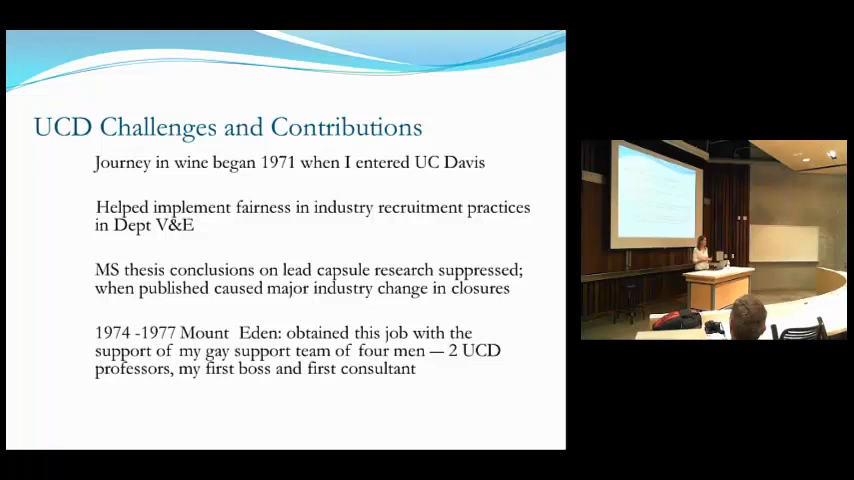 UCD Challenges and Contributions
Journey in wine began 1971 when I entered UC Davis
Helped implement fairness in industry recruitment practices
in Dept V&E
MS thesis conclusions on lead capsule research suppressed;
when published caused major industry change in closures
1974 -1977 Mount Eden: obtained this job with the
support of my gay support team of four men — 2 UCD
professors, my first boss and first consultant